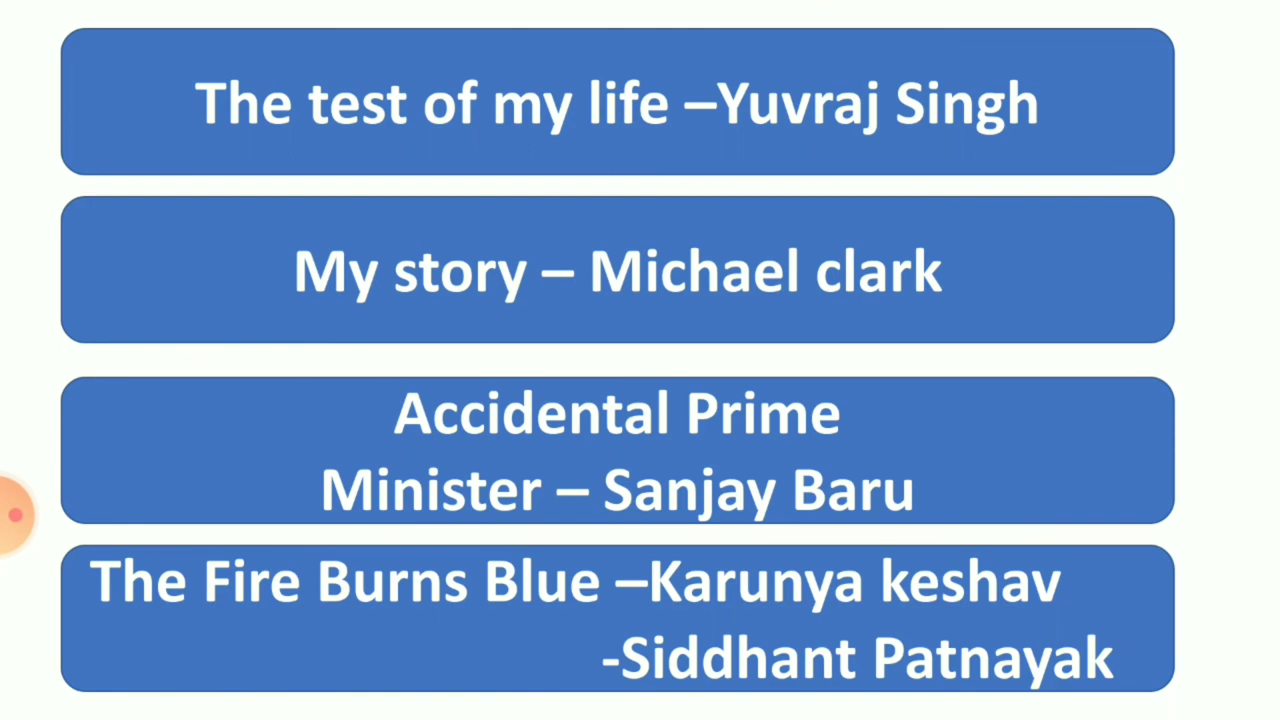 The test of my life –Yuvraj Singh
My story – Michael clark
Accidental Prime
Minister – Sanjay Baru
The Fire Burns Blue –Karunya keshav
-Siddhant Patnayak